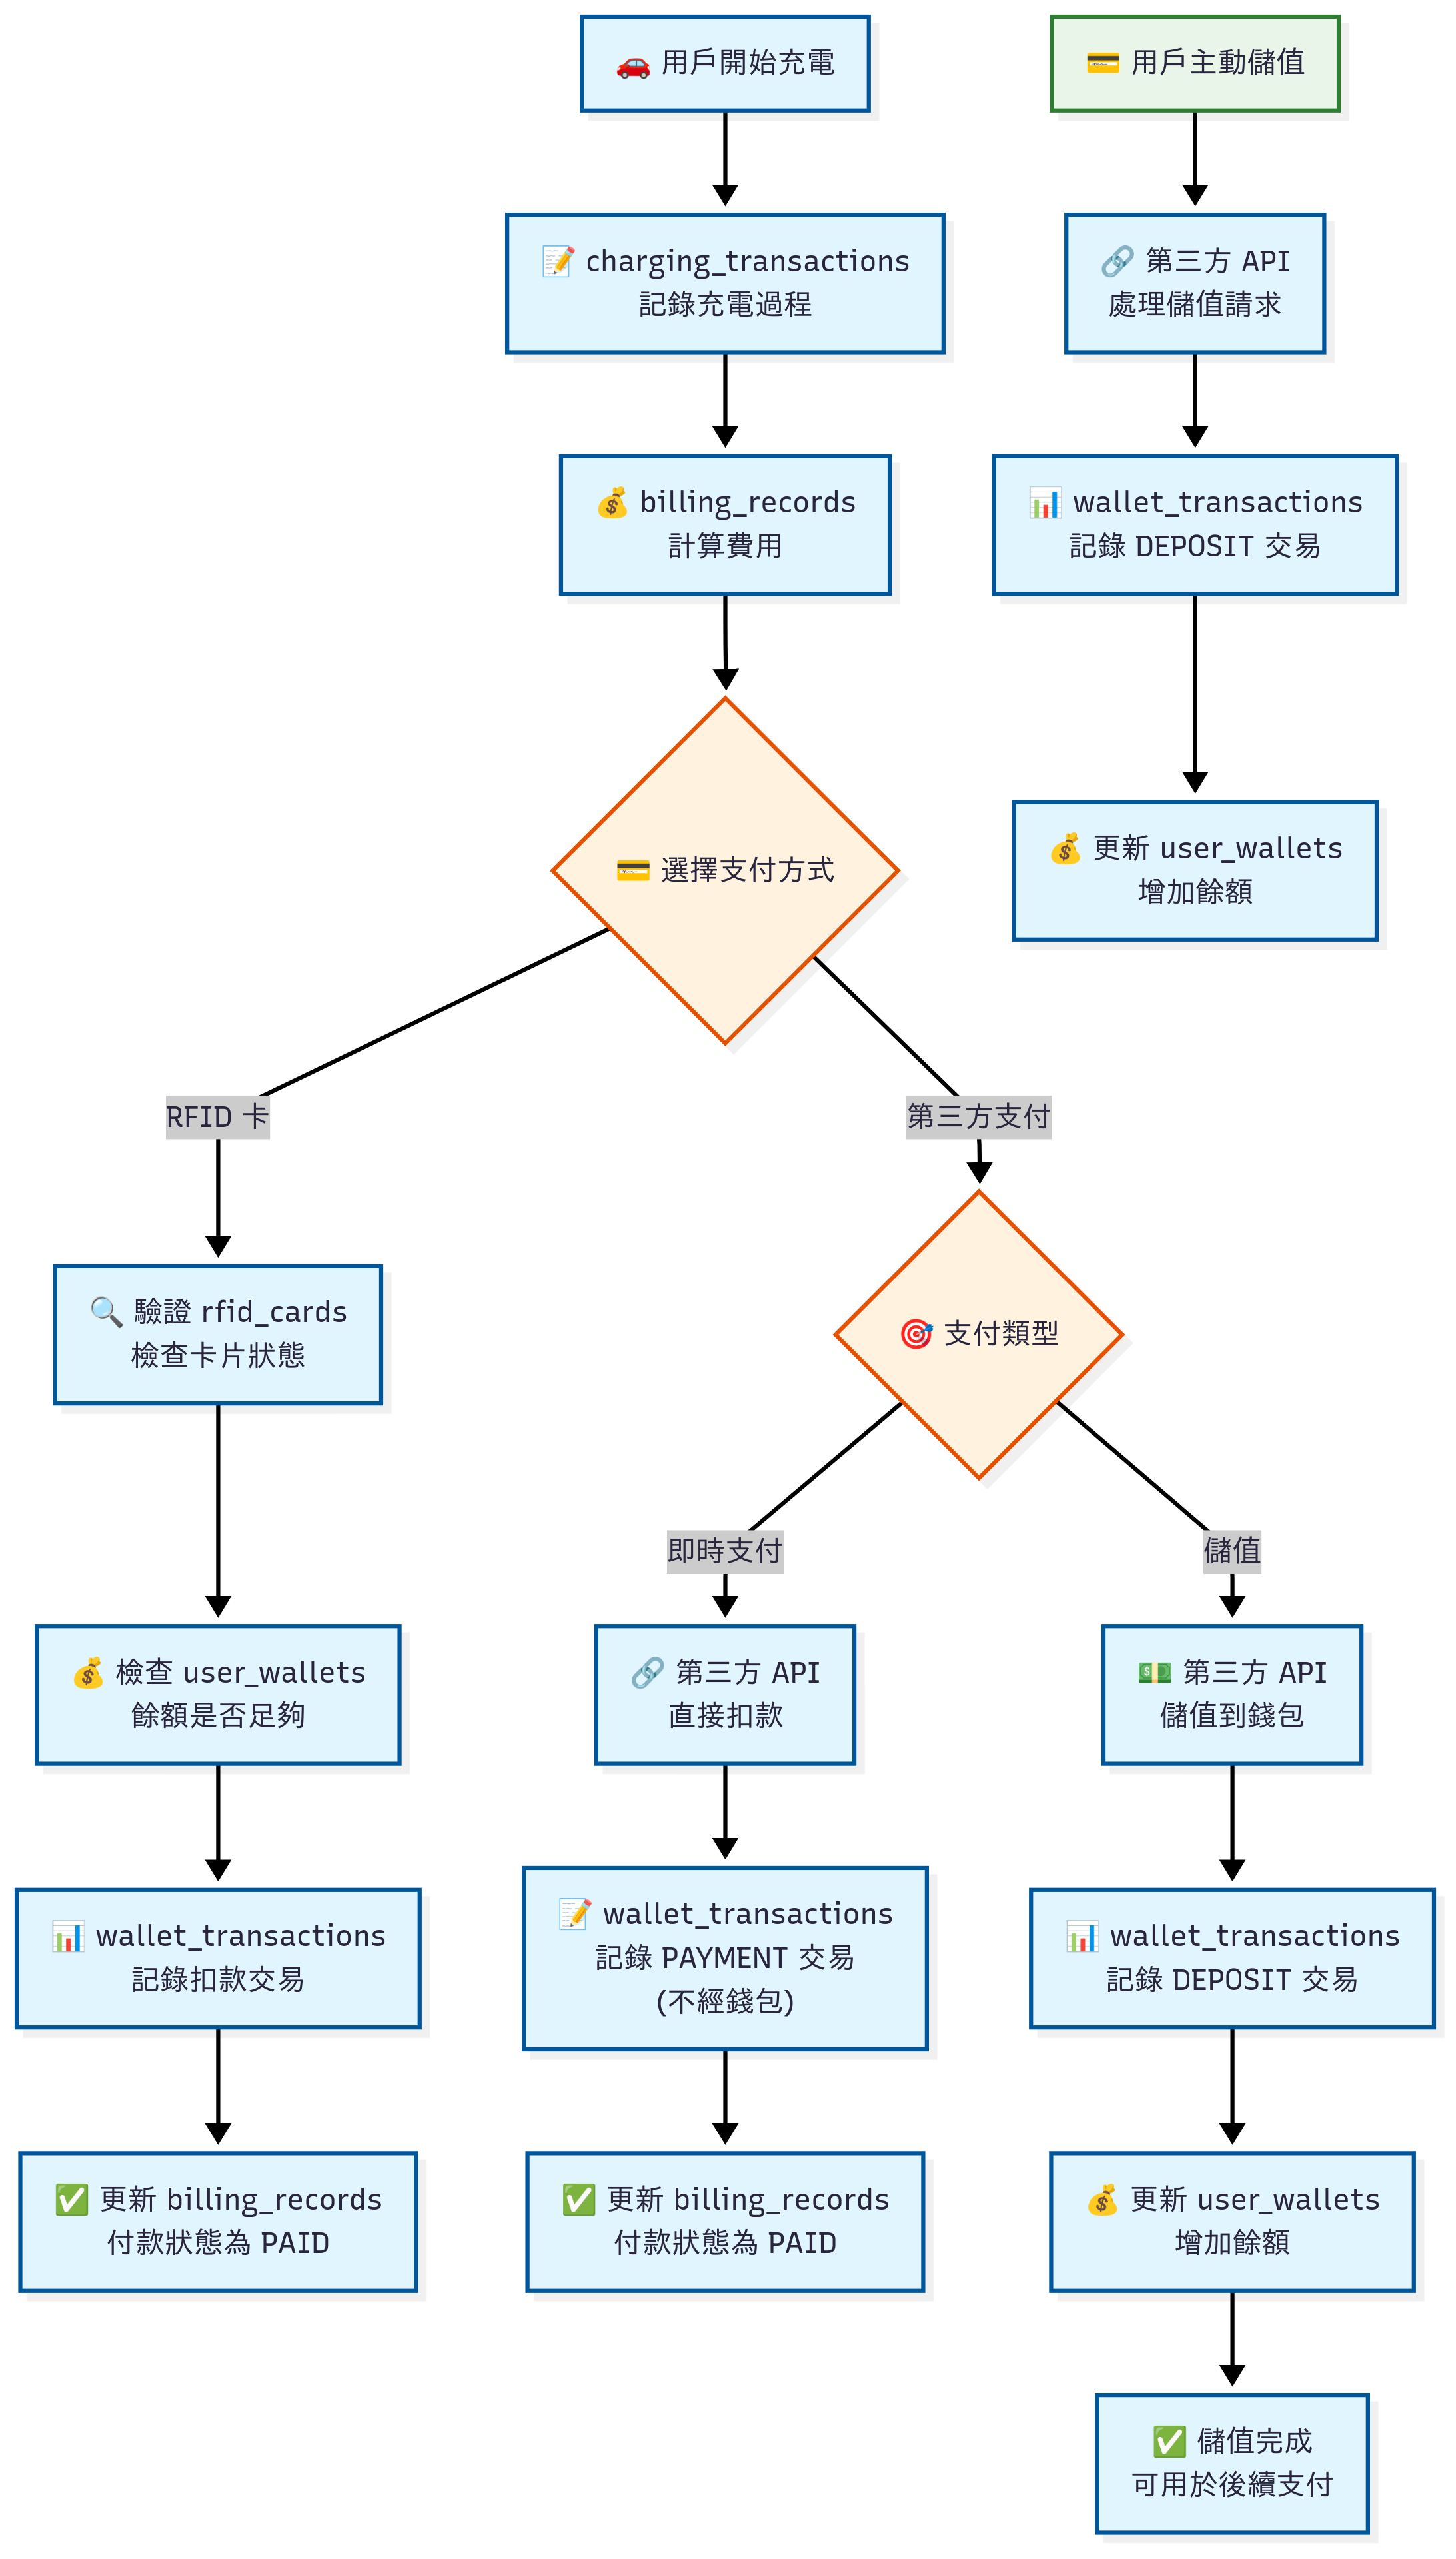 🚗 用戶開始充電
💳 用戶主動儲值
📝 charging_transactions
記錄充電過程
🔗 第三方 API
處理儲值請求
💰 billing_records
計算費用
📊 wallet_transactions
記錄 DEPOSIT 交易
💳 選擇支付方式
💰 更新 user_wallets
增加餘額
RFID 卡
第三方支付
🔍 驗證 rfid_cards
檢查卡片狀態
🎯 支付類型
即時支付
儲值
💰 檢查 user_wallets
餘額是否足夠
🔗 第三方 API
直接扣款
💵 第三方 API
儲值到錢包
📊 wallet_transactions
記錄扣款交易
📝 wallet_transactions
記錄 PAYMENT 交易
(不經錢包)
📊 wallet_transactions
記錄 DEPOSIT 交易
✅ 更新 billing_records
付款狀態為 PAID
✅ 更新 billing_records
付款狀態為 PAID
💰 更新 user_wallets
增加餘額
✅ 儲值完成
可用於後續支付